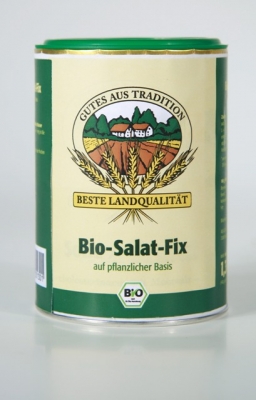 GUTES AUS TRADITION
BESTE LANDQUALITÄT
Bio-Salat-Fix
auf pflanzlicher Basis
BIO